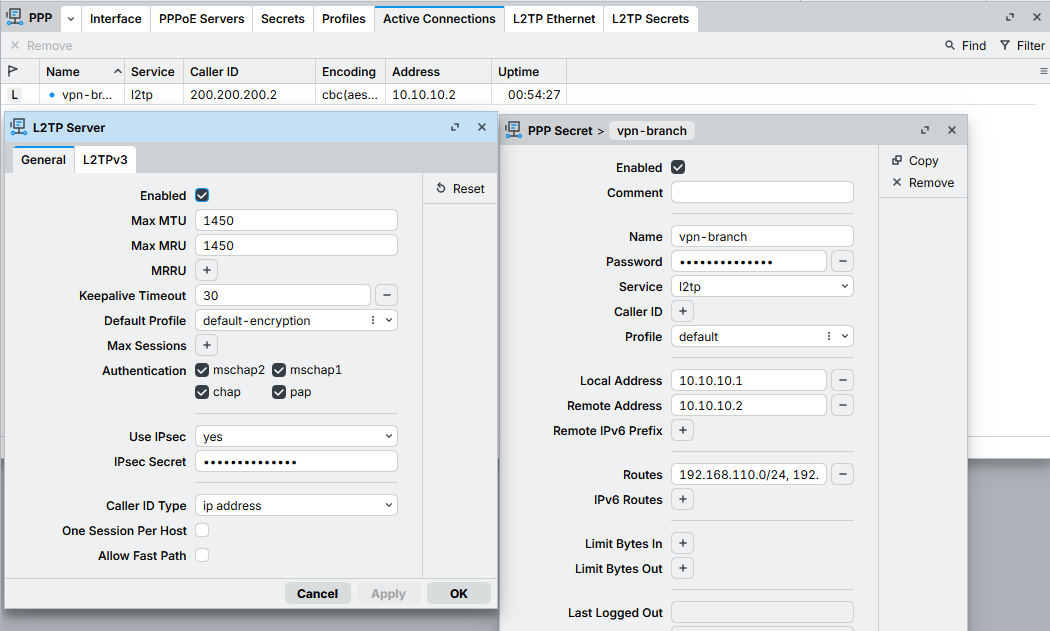 PPP Interface PPPoE Servers Secrets Profiles Active Connections L2TP Ethernet L2TP Secrets
Remove Find Filter
Name Service Caller ID Encoding Address Uptime
L vpn-br... l2tp 200.200.200.2 cbc(aes... 10.10.10.2 00:54:27
L2TP Server
General L2TPv3
Reset
Enabled
Max MTU 1450
Max MRU 1450
MRRU +
Keepalive Timeout 30 −
Default Profile default-encryption
Max Sessions +
Authentication mschap2 mschap1
chap pap
Use IPsec yes
IPsec Secret ••••••••••••••
Caller ID Type ip address
One Session Per Host
Allow Fast Path
Cancel Apply OK
PPP Secret > vpn-branch
Copy
Remove
Enabled
Comment
Name vpn-branch
Password •••••••••••••• −
Service l2tp
Caller ID +
Profile default
Local Address 10.10.10.1 −
Remote Address 10.10.10.2 −
Remote IPv6 Prefix +
Routes 192.168.110.0/24, 192. −
IPv6 Routes +
Limit Bytes In +
Limit Bytes Out +
Last Logged Out